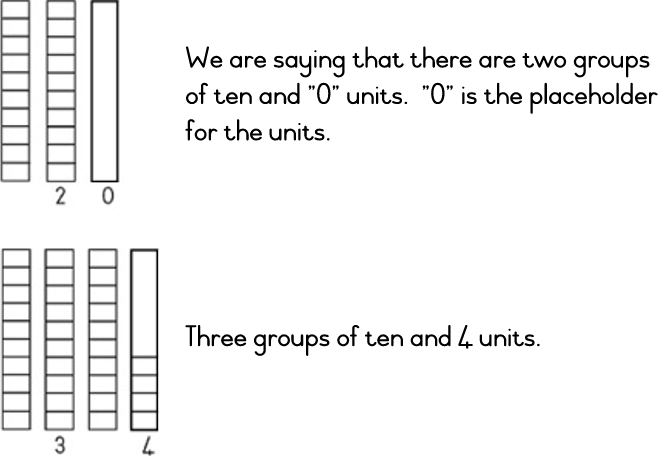 We are saying that there are two groups
of ten and "0" units. "0" is the placeholder
for the units.
2 0
Three groups of ten and 4 units.
3 4